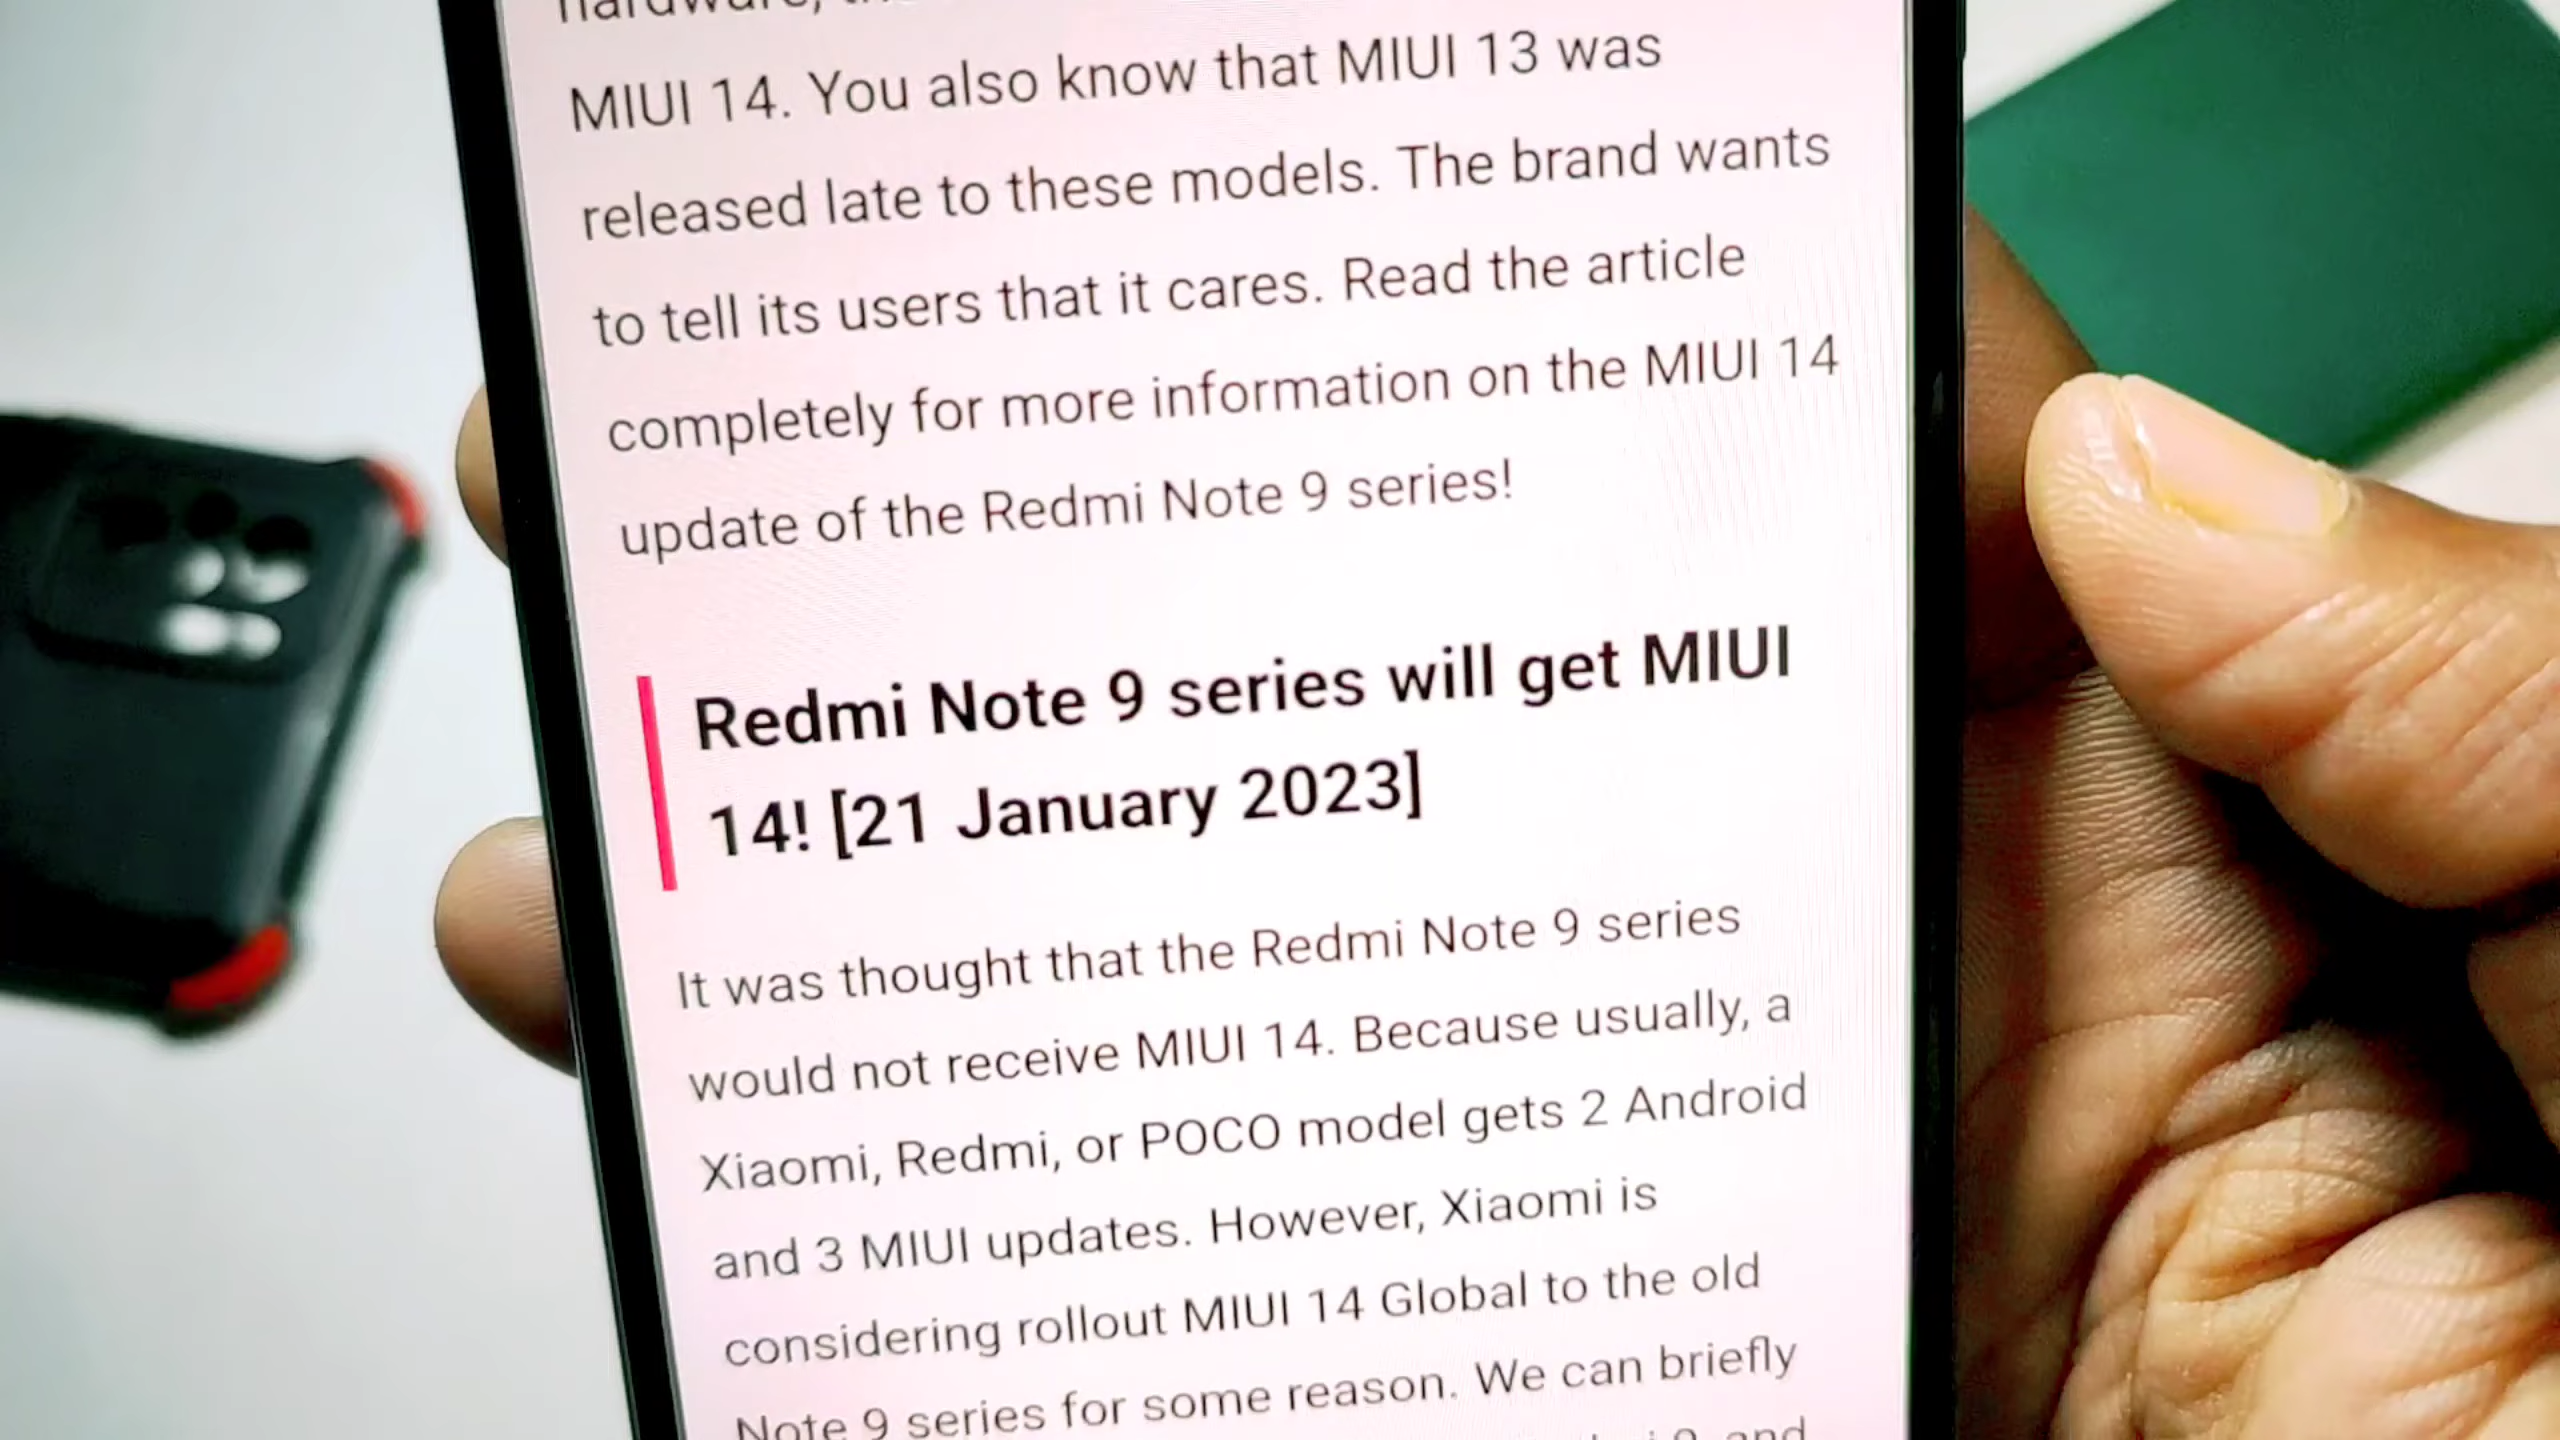 hardware,
MIUI 14. You also know that MIUI 13 was
released late to these models. The brand wants
to tell its users that it cares. Read the article
completely for more information on the MIUI 14
update of the Redmi Note 9 series!
Redmi Note 9 series will get MIUI
14! [21 January 2023]
It was thought that the Redmi Note 9 series
would not receive MIUI 14. Because usually, a
Xiaomi, Redmi, or POCO model gets 2 Android
and 3 MIUI updates. However, Xiaomi is
considering rollout MIUI 14 Global to the old
Note 9 series for some reason. We can briefly
9 and